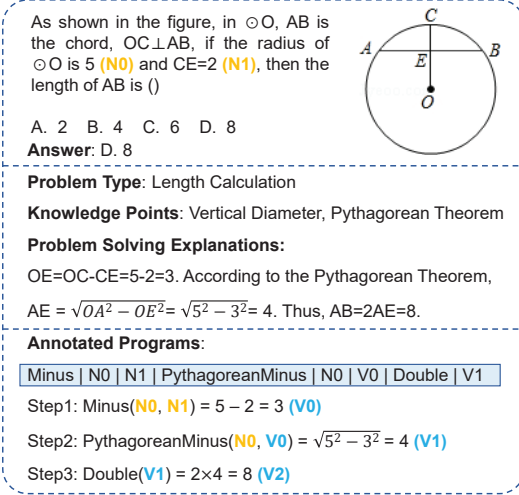 As shown in the figure, in ⊙O, AB is
the chord, OC⊥AB, if the radius of
⊙O is 5 (N0) and CE=2 (N1), then the
length of AB is ()
A. 2 B. 4 C. 6 D. 8
Answer: D. 8
C
A
E
B
O
Problem Type: Length Calculation
Knowledge Points: Vertical Diameter, Pythagorean Theorem
Problem Solving Explanations:
OE=OC-CE=5-2=3. According to the Pythagorean Theorem,
AE = √(OA² − OE²)= √(5² − 3²)= 4. Thus, AB=2AE=8.
Annotated Programs:
Minus | N0 | N1 | PythagoreanMinus | N0 | V0 | Double | V1
Step1: Minus(N0, N1) = 5 – 2 = 3 (V0)
Step2: PythagoreanMinus(N0, V0) = √(5² − 3²) = 4 (V1)
Step3: Double(V1) = 2×4 = 8 (V2)